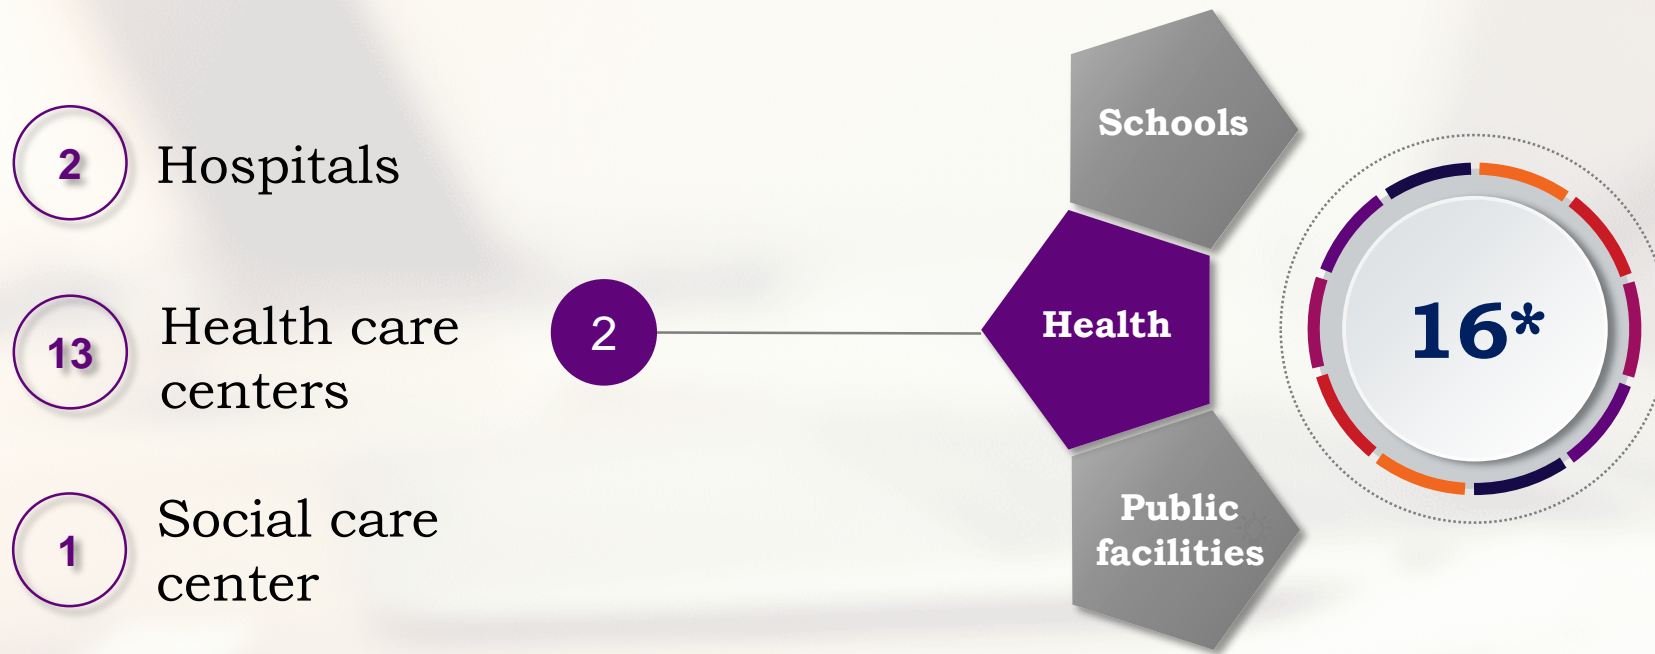 2
Hospitals
13
Health care
centers
1
Social care
center
2
Schools
Health
Public
facilities
16*